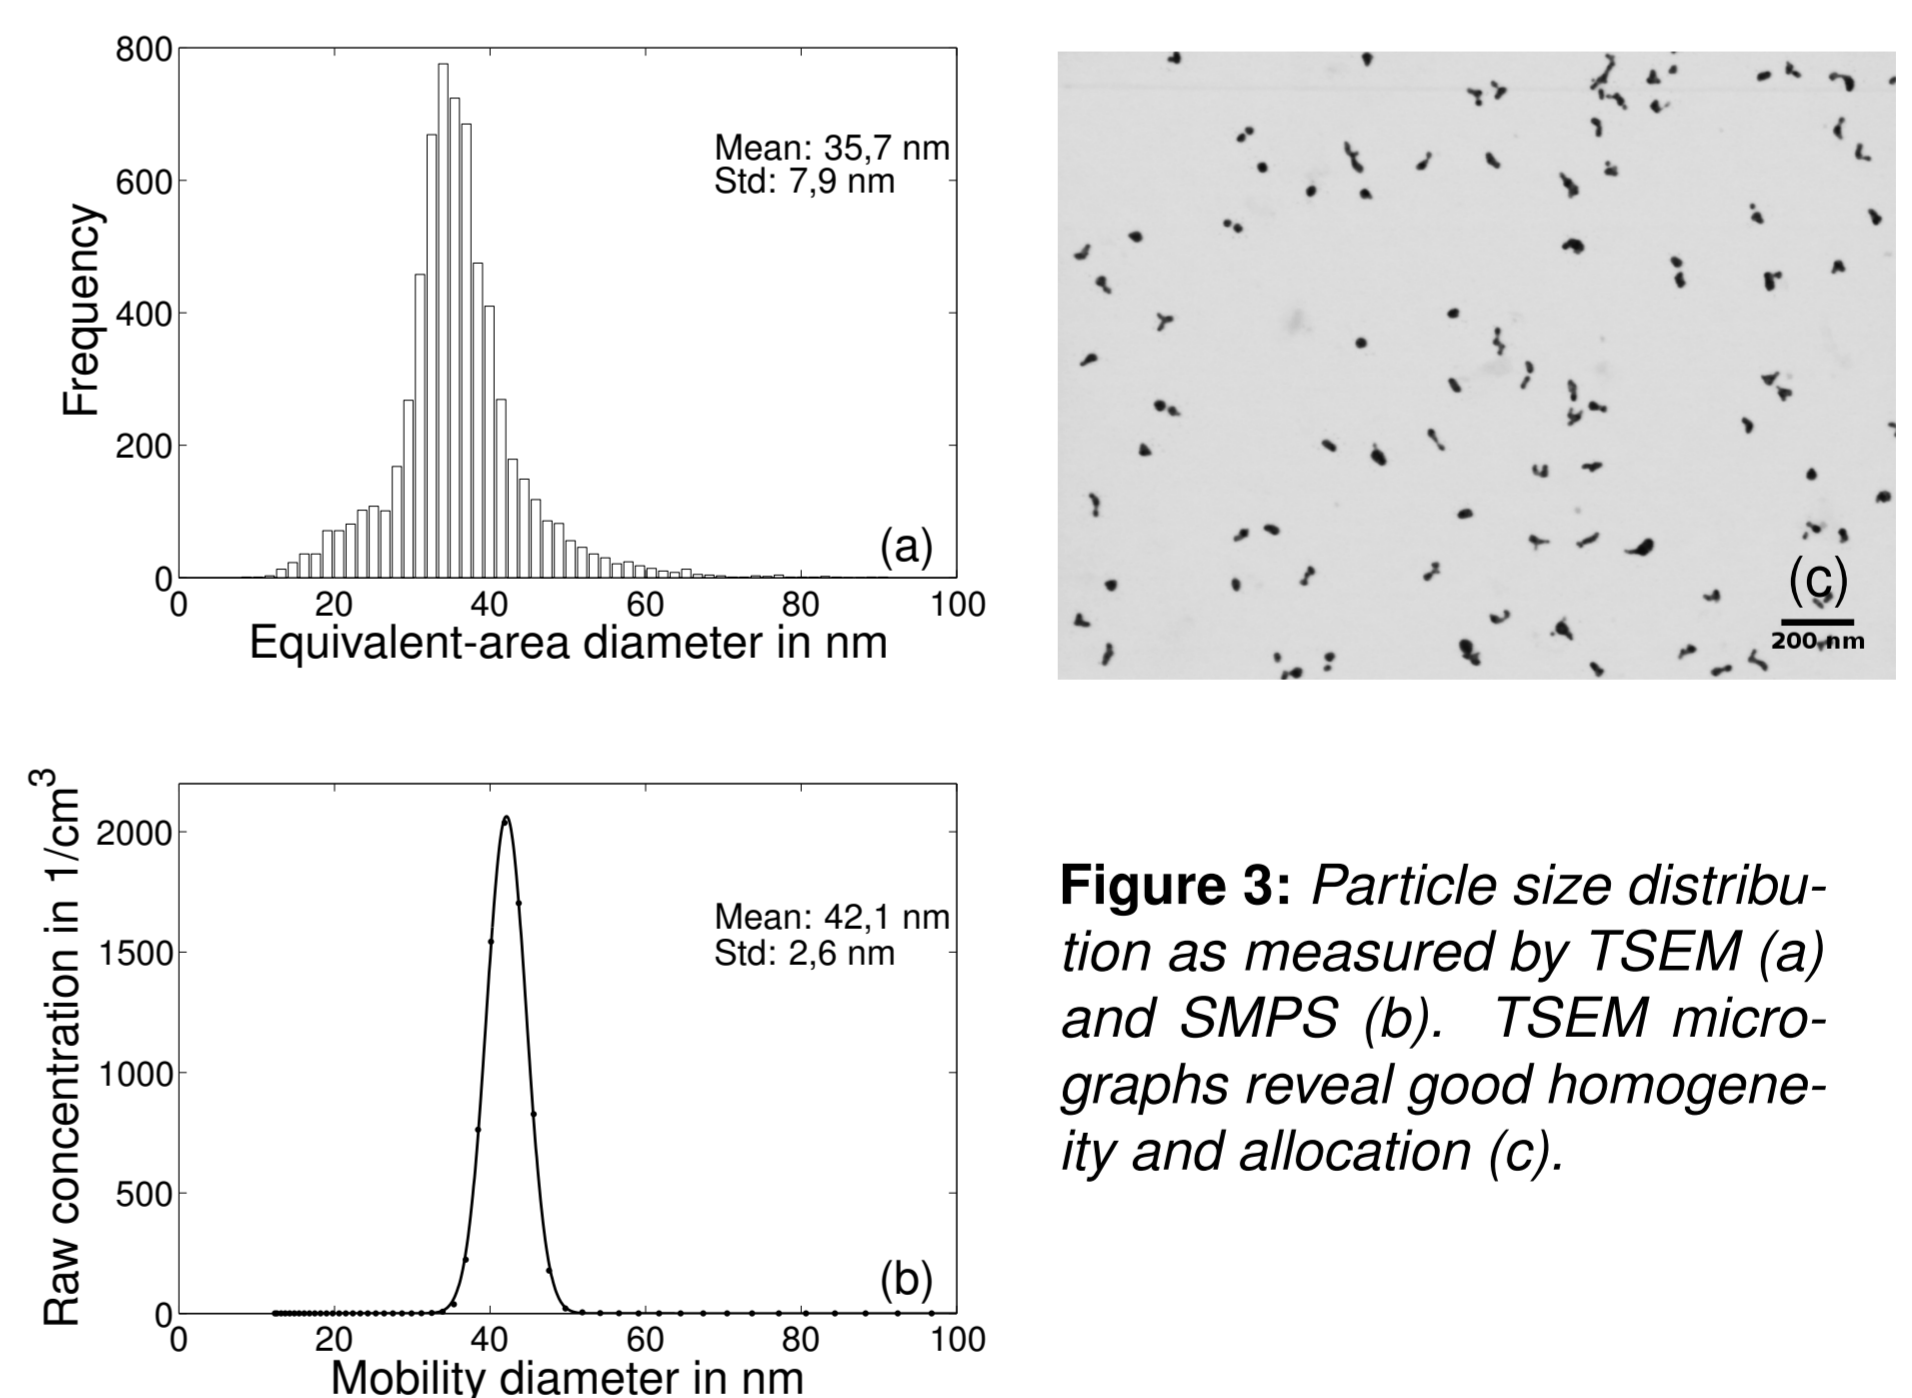 800
600
400
200
0
Frequency
Mean: 35,7 nm
Std: 7,9 nm
(a)
0 20 40 60 80 100
Equivalent-area diameter in nm
(c)
200 nm
2000
1500
1000
500
0
Raw concentration in 1/cm³
Mean: 42,1 nm
Std: 2,6 nm
(b)
0 20 40 60 80 100
Mobility diameter in nm
Figure 3: Particle size distribu-
tion as measured by TSEM (a)
and SMPS (b). TSEM micro-
graphs reveal good homogene-
ity and allocation (c).